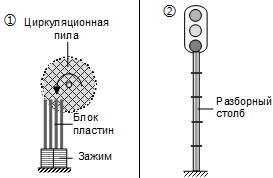 ① Циркуляционная
пила
Блок
пластин
Зажим
②
Разборный
столб